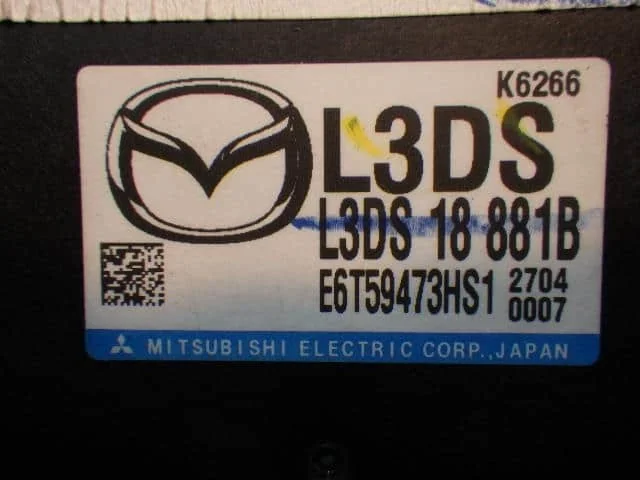 K6266
L3DS
L3DS 18 881B
E6T59473HS1 2704
0007
MITSUBISHI ELECTRIC CORP.,JAPAN